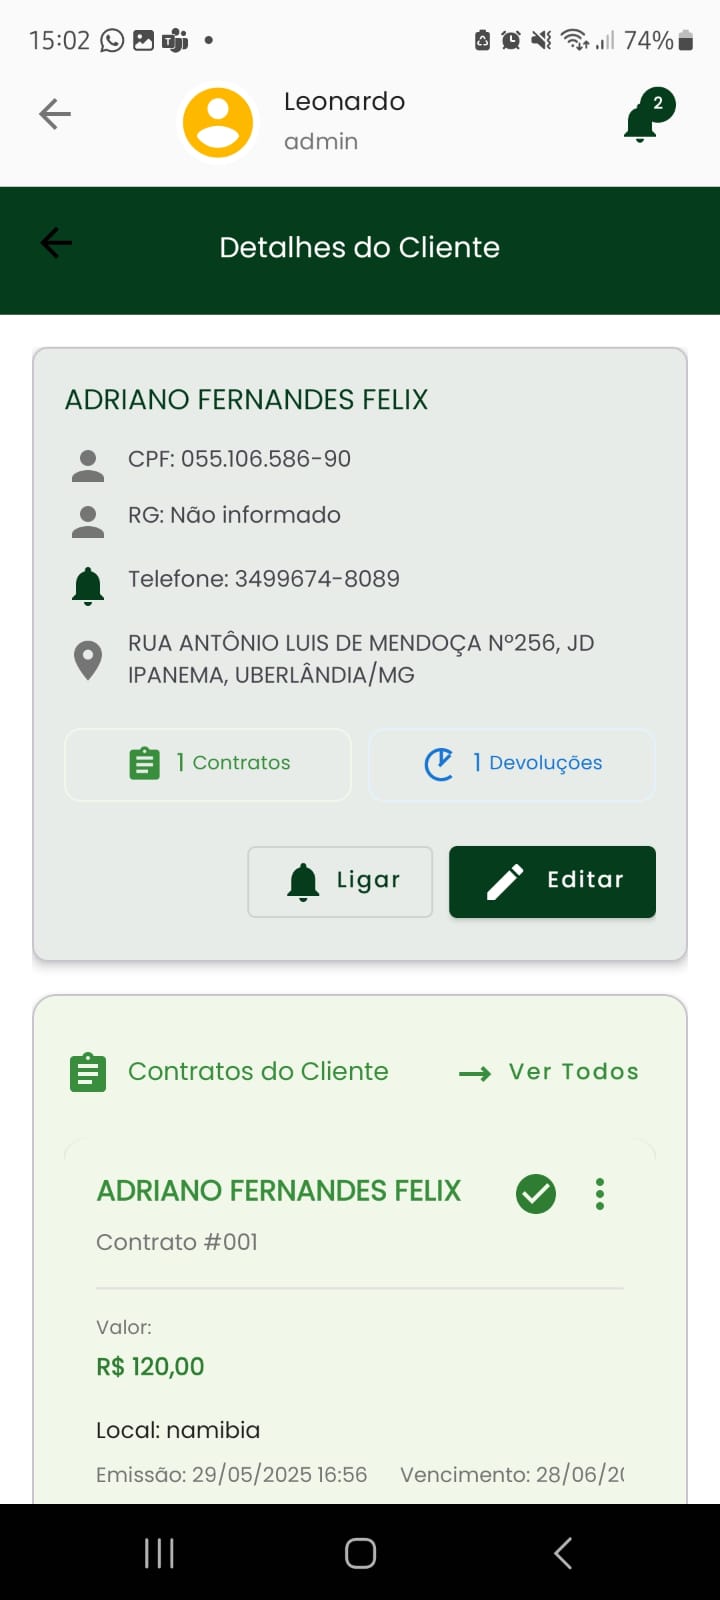 15:02
74%
Leonardo
2
admin
Detalhes do Cliente
ADRIANO FERNANDES FELIX
CPF: 055.106.586-90
RG: Não informado
Telefone: 3499674-8089
RUA ANTÔNIO LUIS DE MENDOÇA Nº256, JD
IPANEMA, UBERLÂNDIA/MG
1 Contratos
1 Devoluções
Ligar
Editar
Contratos do Cliente
Ver Todos
ADRIANO FERNANDES FELIX
Contrato #001
Valor:
R$ 120,00
Local: namibia
Emissão: 29/05/2025 16:56
Vencimento: 28/06/20